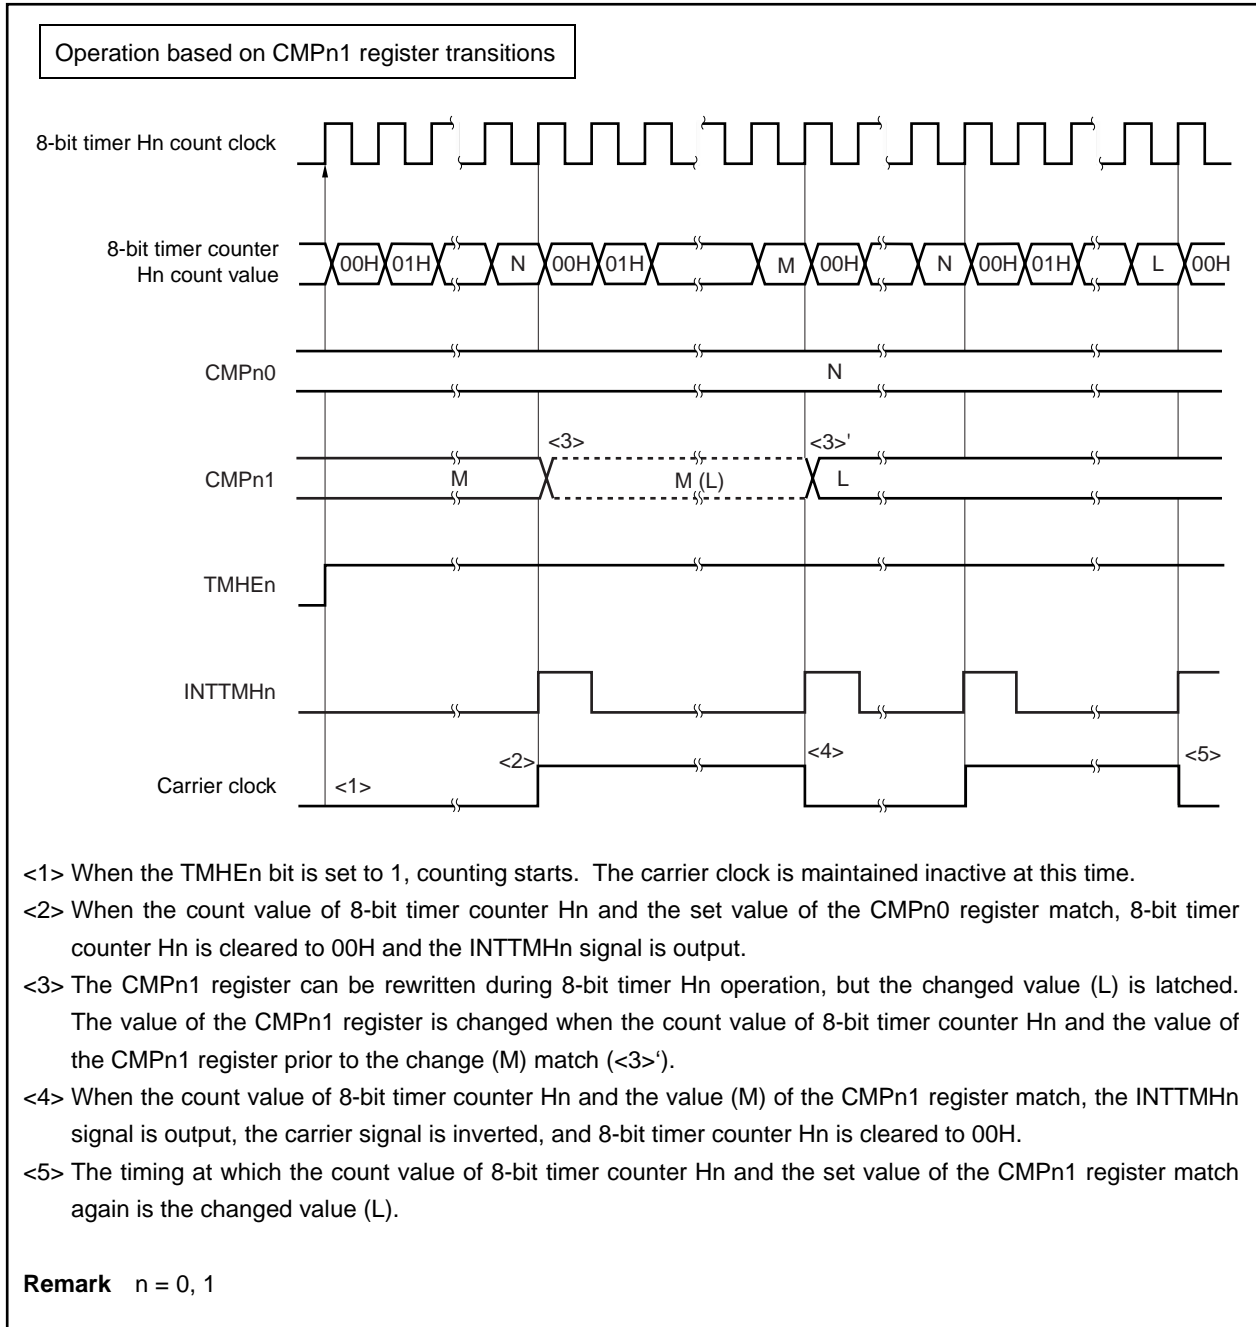 Operation based on CMPn1 register transitions
8-bit timer Hn count clock
8-bit timer counter
Hn count value
00H 01H N 00H 01H M 00H N 00H 01H L 00H
CMPn0
N
<3> <3>'
CMPn1
M M (L) L
TMHEn
INTTMHn
<2> <4> <5>
Carrier clock
<1>
<1> When the TMHEn bit is set to 1, counting starts. The carrier clock is maintained inactive at this time.
<2> When the count value of 8-bit timer counter Hn and the set value of the CMPn0 register match, 8-bit timer
counter Hn is cleared to 00H and the INTTMHn signal is output.
<3> The CMPn1 register can be rewritten during 8-bit timer Hn operation, but the changed value (L) is latched.
The value of the CMPn1 register is changed when the count value of 8-bit timer counter Hn and the value of
the CMPn1 register prior to the change (M) match (<3>‘).
<4> When the count value of 8-bit timer counter Hn and the value (M) of the CMPn1 register match, the INTTMHn
signal is output, the carrier signal is inverted, and 8-bit timer counter Hn is cleared to 00H.
<5> The timing at which the count value of 8-bit timer counter Hn and the set value of the CMPn1 register match
again is the changed value (L).
Remark n = 0, 1